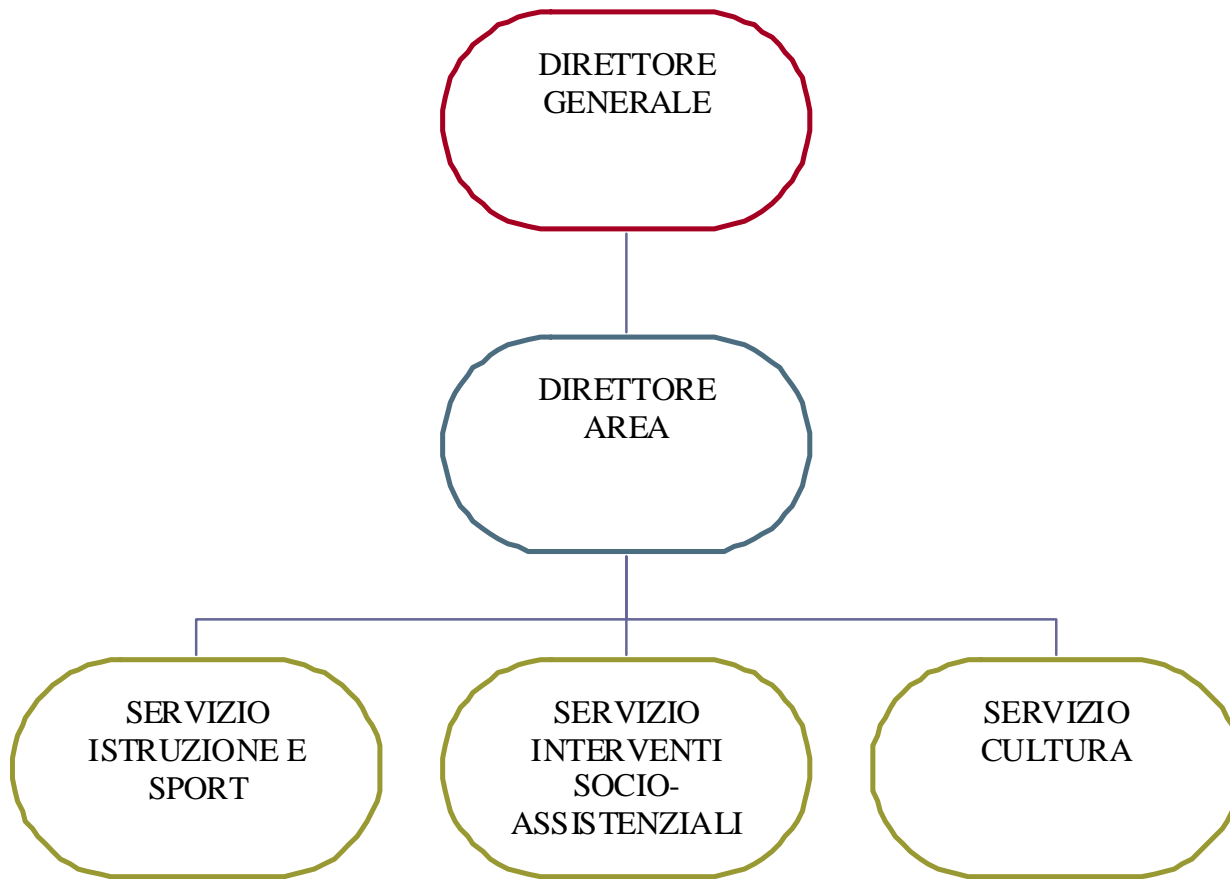 DIRETTORE
GENERALE
DIRETTORE
AREA
SERVIZIO
ISTRUZIONE E
SPORT
SERVIZIO
INTERVENTI
SOCIO-
ASSISTENZIALI
SERVIZIO
CULTURA